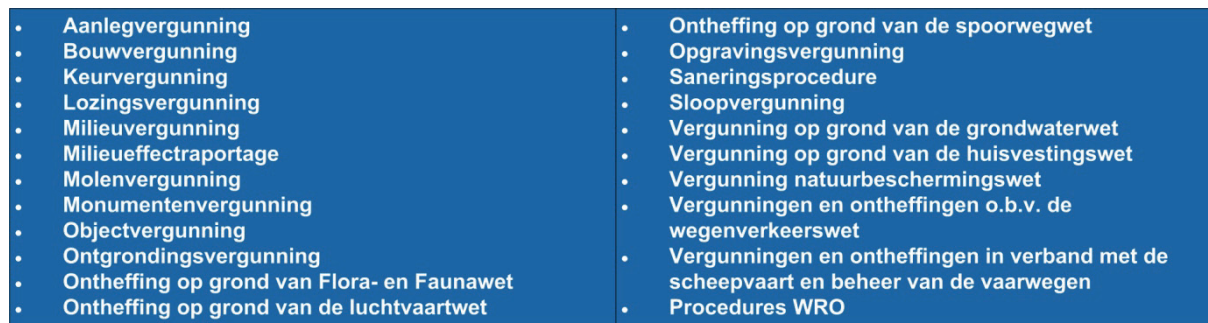 • Aanlegvergunning
• Bouwvergunning
• Keurvergunning
• Lozingsvergunning
• Milieuvergunning
• Milieueffectraportage
• Molenvergunning
• Monumentenvergunning
• Objectvergunning
• Ontgrondingsvergunning
• Ontheffing op grond van Flora- en Faunawet
• Ontheffing op grond van de luchtvaartwet
• Ontheffing op grond van de spoorwegwet
• Opgravingsvergunning
• Saneringsprocedure
• Sloopvergunning
• Vergunning op grond van de grondwaterwet
• Vergunning op grond van de huisvestingswet
• Vergunning natuurbeschermingswet
• Vergunningen en ontheffingen o.b.v. de
wegenverkeerswet
• Vergunningen en ontheffingen in verband met de
scheepvaart en beheer van de vaarwegen
• Procedures WRO